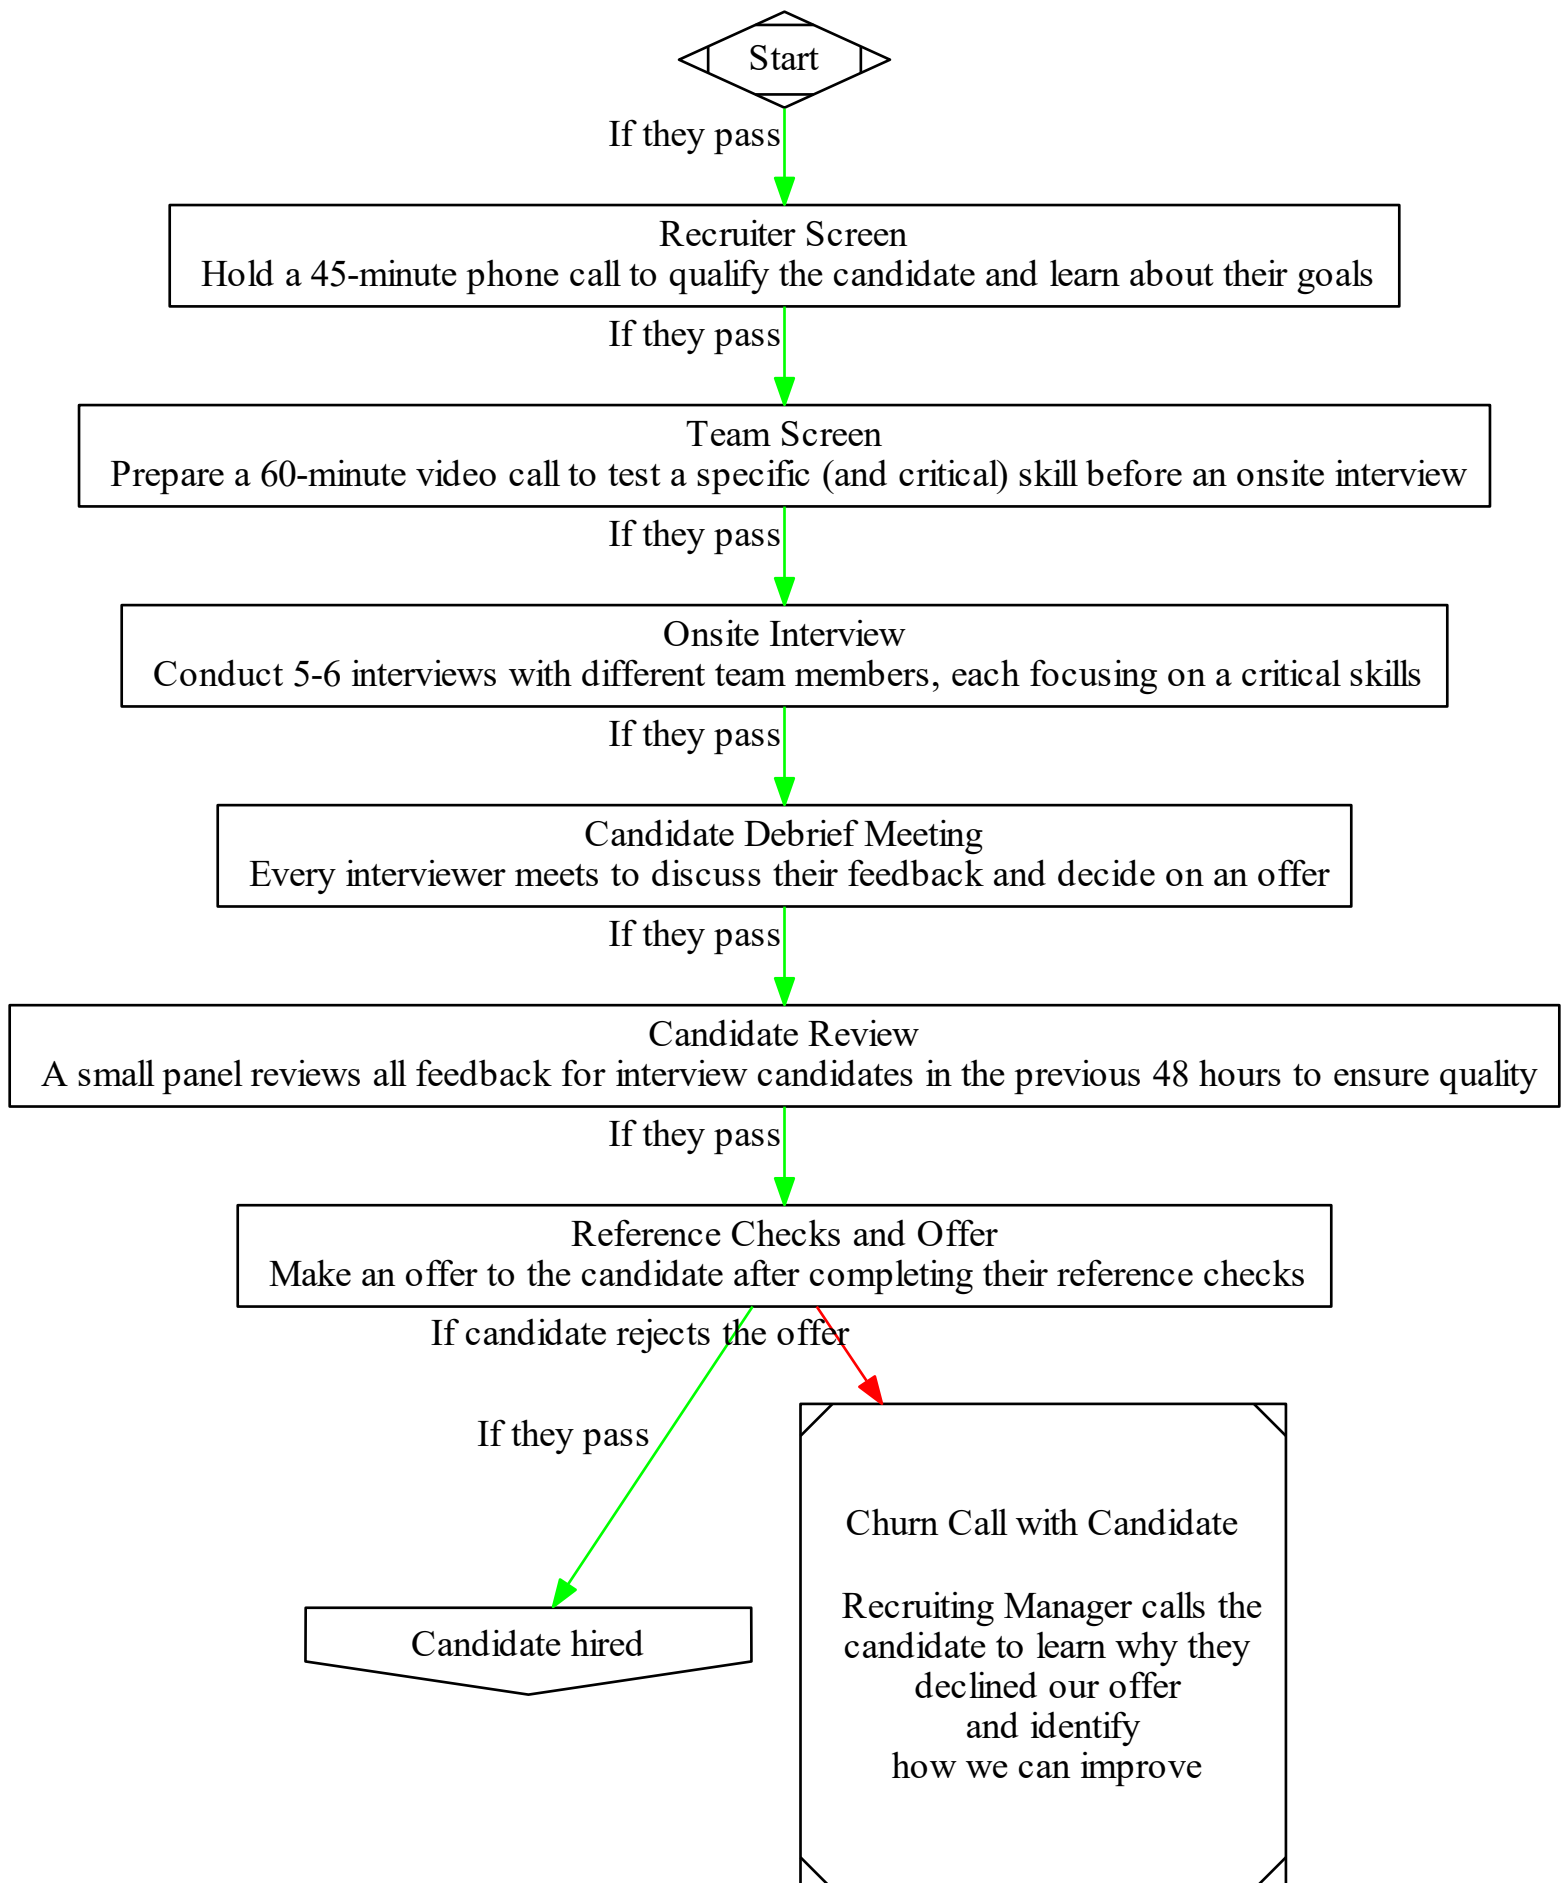 Start
If they pass
Recruiter Screen
Hold a 45-minute phone call to qualify the candidate and learn about their goals
If they pass
Team Screen
Prepare a 60-minute video call to test a specific (and critical) skill before an onsite interview
If they pass
Onsite Interview
Conduct 5-6 interviews with different team members, each focusing on a critical skills
If they pass
Candidate Debrief Meeting
Every interviewer meets to discuss their feedback and decide on an offer
If they pass
Candidate Review
A small panel reviews all feedback for interview candidates in the previous 48 hours to ensure quality
If they pass
Reference Checks and Offer
Make an offer to the candidate after completing their reference checks
If candidate rejects the offer
If they pass
Candidate hired
Churn Call with Candidate
Recruiting Manager calls the
candidate to learn why they
declined our offer
and identify
how we can improve